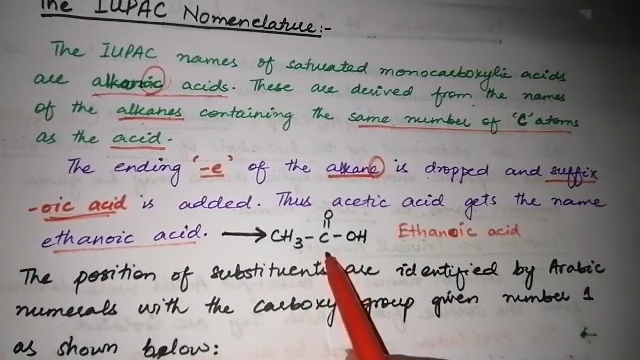 The IUPAC Nomenclature:-
The IUPAC names of saturated monocarboxylic acids
are alkanoic acids. These are derived from the names
of the alkanes containing the same number of 'C' atoms
as the acid.
The ending '-e' of the alkane is dropped and suffix
-oic acid is added. Thus acetic acid gets the name
ethanoic acid. ⟶ CH3-C(=O)-OH Ethanoic acid
The position of substituents are identified by Arabic
numerals with the carboxy group given number 1
as shown below: